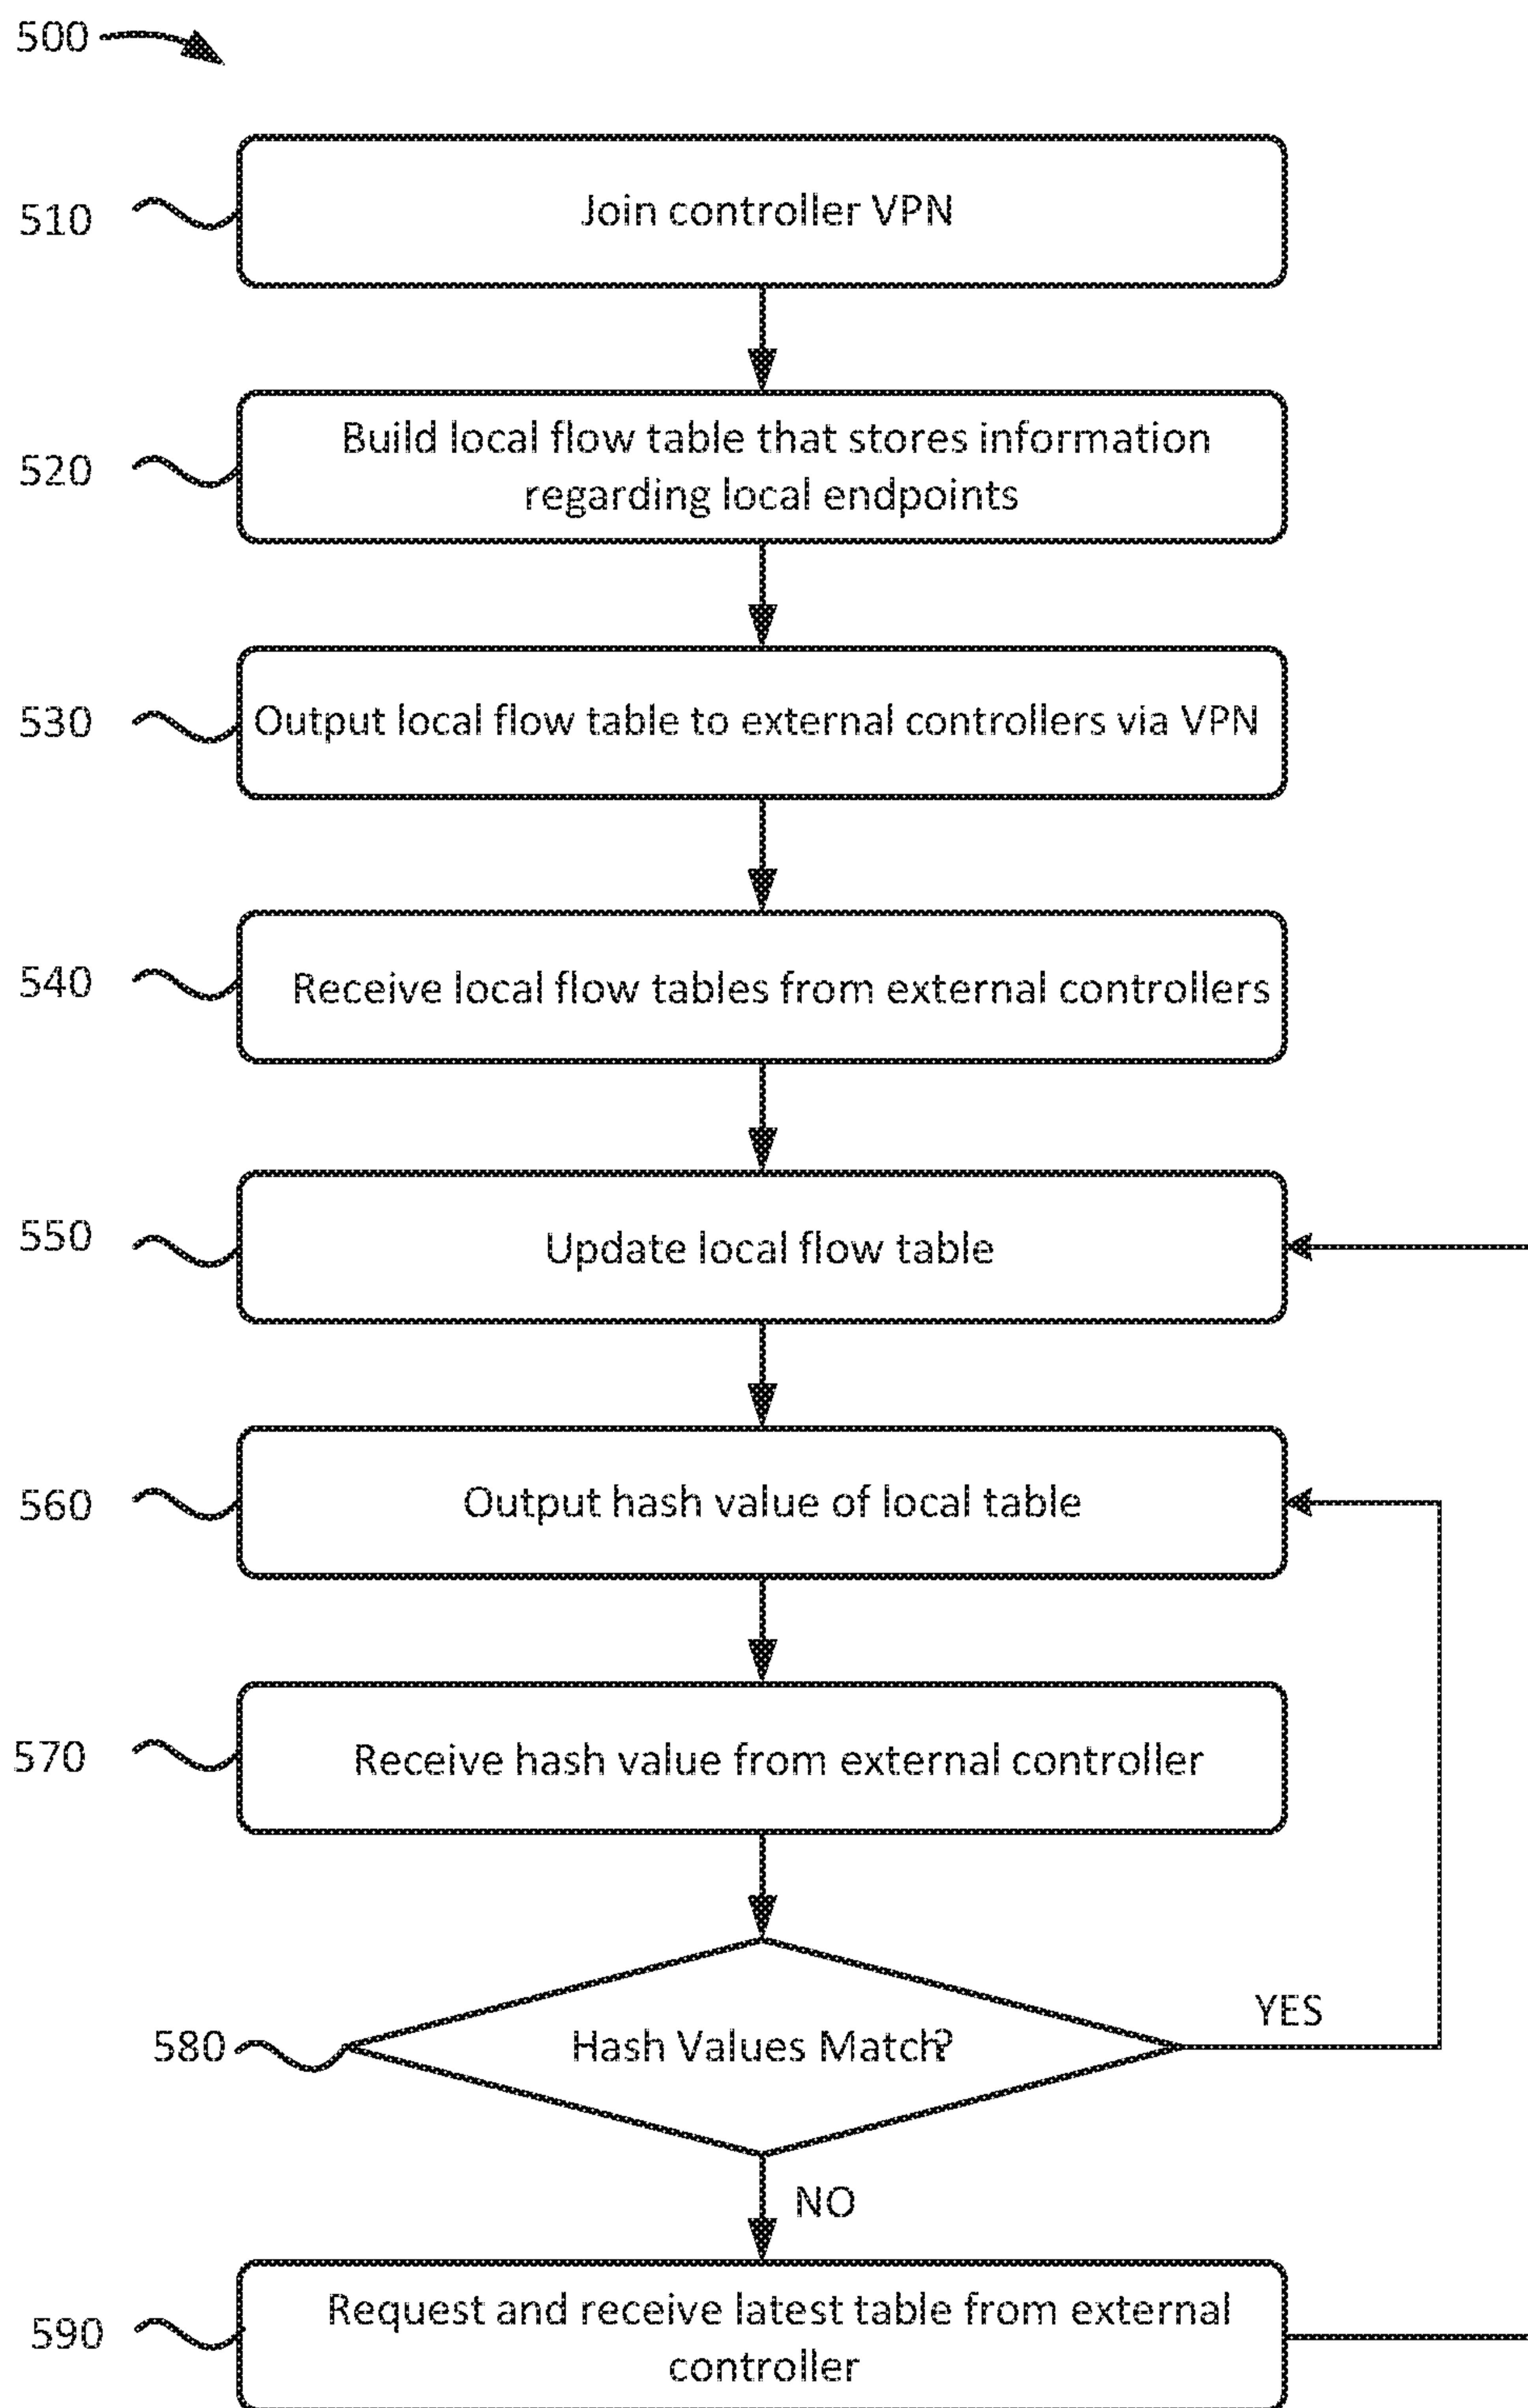 500
510
Join controller VPN
520
Build local flow table that stores information
regarding local endpoints
530
Output local flow table to external controllers via VPN
540
Receive local flow tables from external controllers
550
Update local flow table
560
Output hash value of local table
570
Receive hash value from external controller
580
Hash Values Match?
YES
NO
590
Request and receive latest table from external
controller